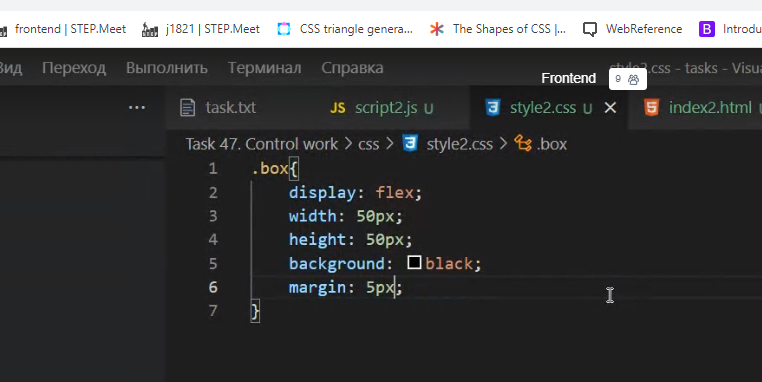 frontend | STEP.Meet j1821 | STEP.Meet CSS triangle genera... The Shapes of CSS |... WebReference B Introdu
Вид Переход Выполнить Терминал Справка style2.css - tasks - Visua
Frontend 9
... task.txt JS script2.js U style2.css U index2.html U
Task 47. Control work > css > style2.css > .box
1 .box{
2 display: flex;
3 width: 50px;
4 height: 50px;
5 background: black;
6 margin: 5px;
7 }